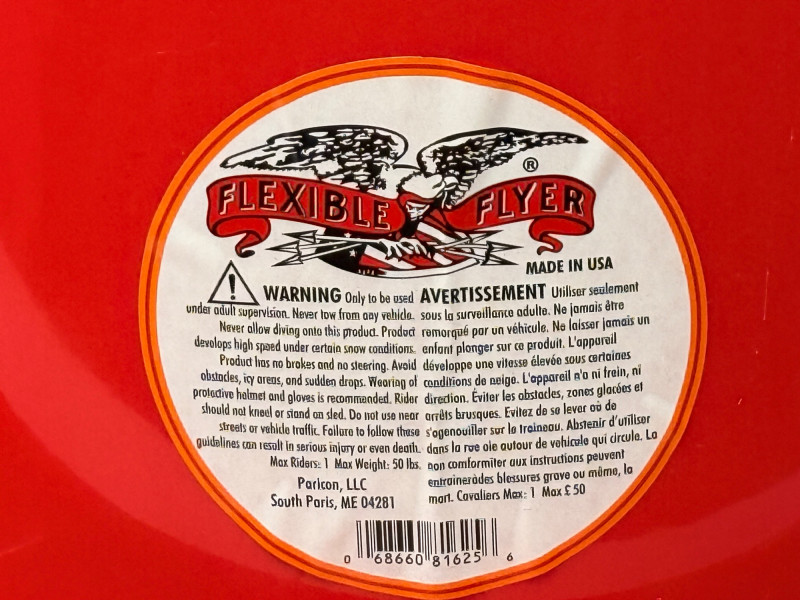 FLEXIBLE FLYER ®
MADE IN USA
WARNING Only to be used
under adult supervision. Never tow from any vehicle.
Never allow diving onto this product. Product
develops high speed under certain snow conditions.
Product has no brakes and no steering. Avoid
obstacles, icy areas, and sudden drops. Wearing of
protective helmet and gloves is recommended. Rider
should not kneel or stand on sled. Do not use near
streets or vehicle traffic. Failure to follow these
guidelines can result in serious injury or even death.
Max Riders: 1 Max Weight: 50 lbs.
Paricon, LLC
South Paris, ME 04281
AVERTISSEMENT Utiliser seulement
sous la surveillance adulte. Ne jamais être
remorqué par un véhicule. Ne laisser jamais un
enfant plonger sur ce produit. L'appareil
développe une vitesse élevée sous certaines
conditions de neige. L'appareil n'a ni frein, ni
direction. Éviter les obstacles, zones glacées et
arrêts brusques. Evitez de se lever où de
s'agenouiller sur le traineau. Abstenir d'utiliser
dans la rue oie autour de vehicule qui circule. La
non conformiter aux instructions peuvent
entraineràdes blessures grave ou même, la
mort. Cavaliers Max: 1 Max £ 50
0 68660 81625 6